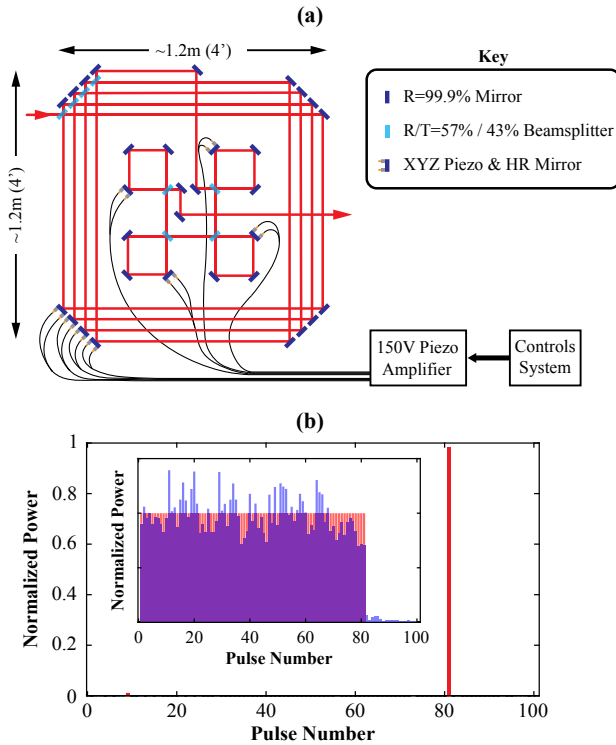 (a)
~1.2m (4')
~1.2m (4')
Key
R=99.9% Mirror
R/T=57% / 43% Beamsplitter
XYZ Piezo & HR Mirror
150V Piezo
Amplifier
Controls
System
(b)
Normalized Power
1
0.8
0.6
0.4
0.2
0
0
20
40
60
80
100
Pulse Number
Normalized Power
0
20
40
60
80
100
Pulse Number